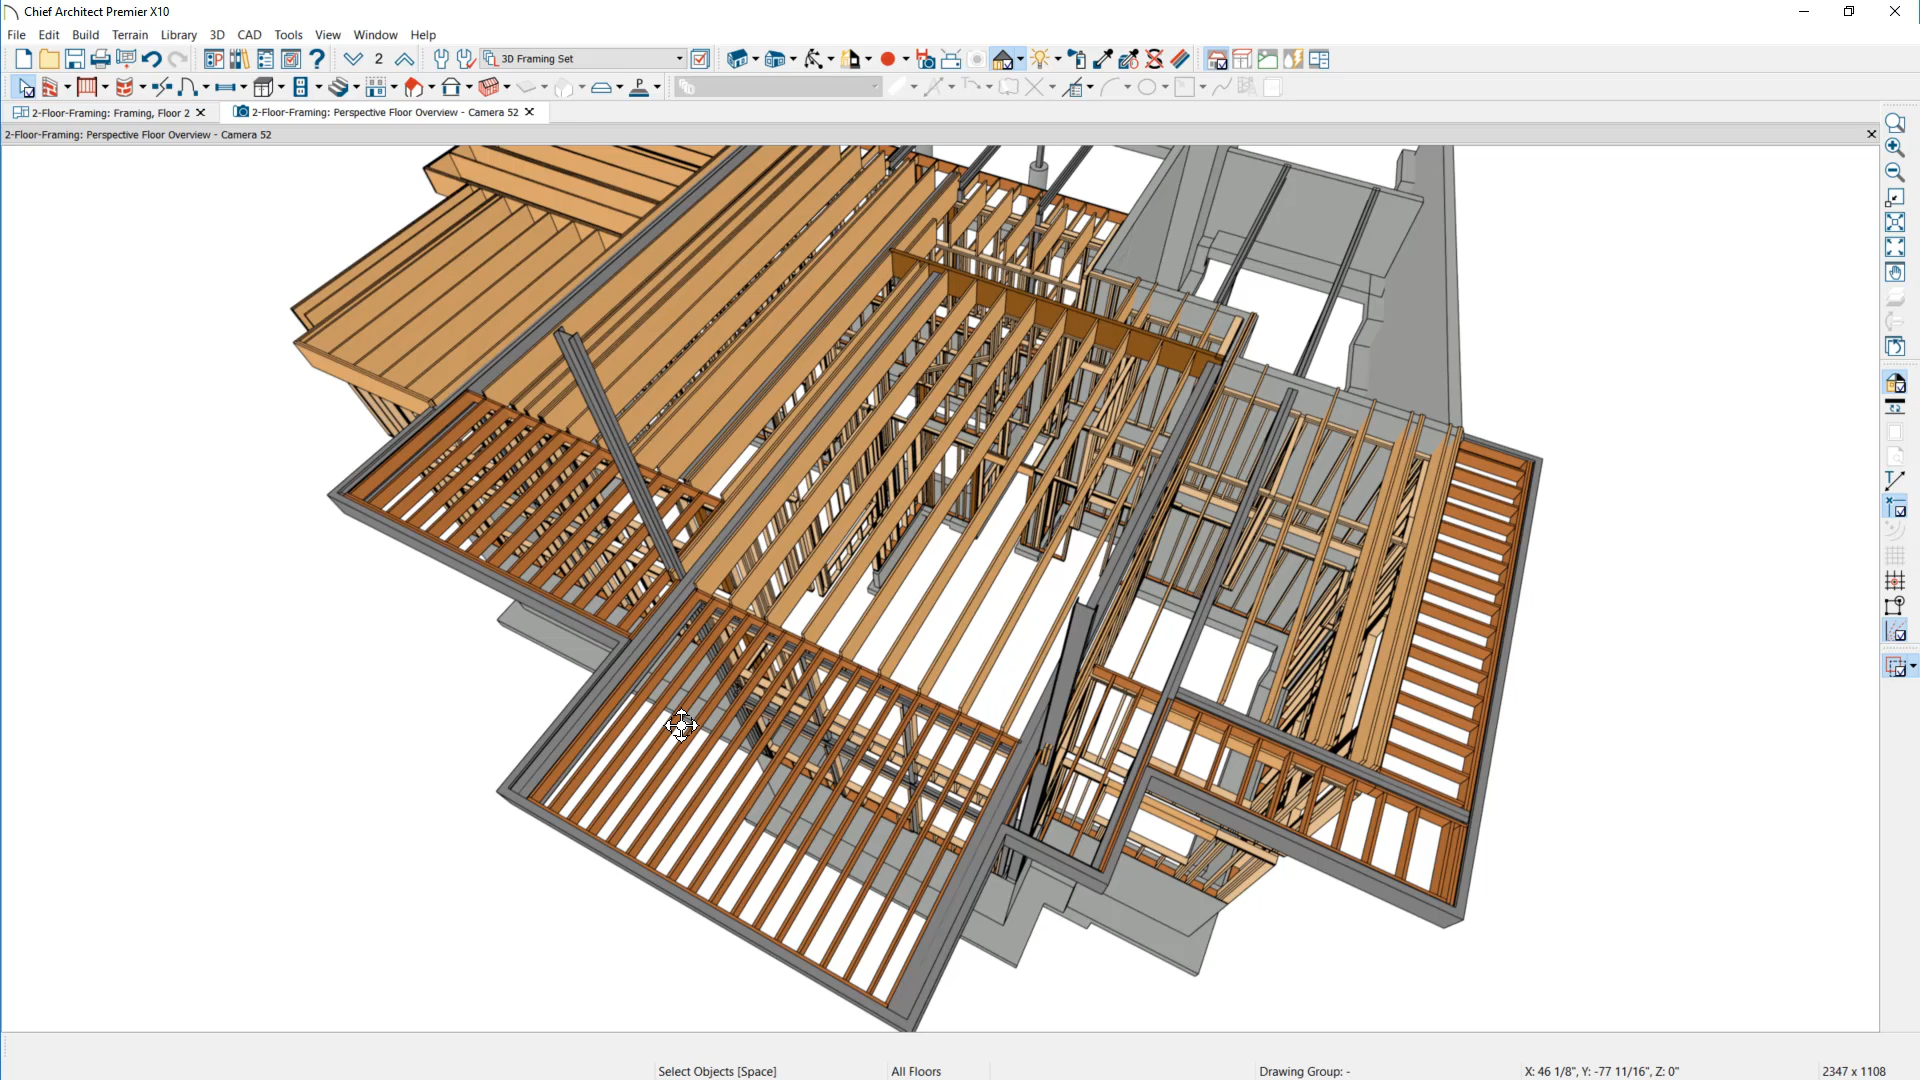 Chief Architect Premier X10
File Edit Build Terrain Library 3D CAD Tools View Window Help
2 3D Framing Set
2-Floor-Framing: Framing, Floor 2 2-Floor-Framing: Perspective Floor Overview - Camera 52
2-Floor-Framing: Perspective Floor Overview - Camera 52
Select Objects [Space] All Floors Drawing Group: - X: 46 1/8", Y: -77 11/16", Z: 0" 2347 x 1108